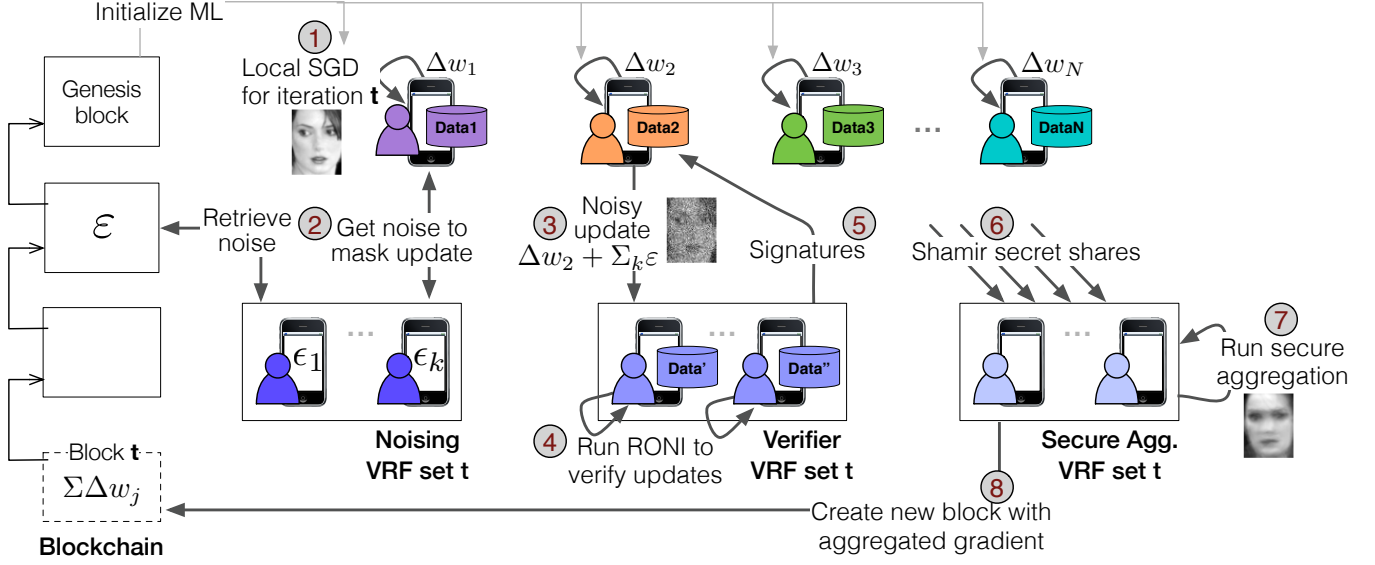 Initialize ML
1
Local SGD
for iteration t
Δw₁
Δw₂
Δw₃
Δw_N
Genesis
block
Data1
Data2
Data3
...
DataN
ε
Retrieve
noise
2
Get noise to
mask update
3
Noisy
update
Δw₂ + Σₖε
5
Signatures
6
Shamir secret shares
ϵ₁
...
ϵₖ
...
Data'
Data''
...
7
Run secure
aggregation
Noising
VRF set t
4
Run RONI to
verify updates
Verifier
VRF set t
Secure Agg.
VRF set t
Block t
ΣΔwⱼ
8
Create new block with
aggregated gradient
Blockchain